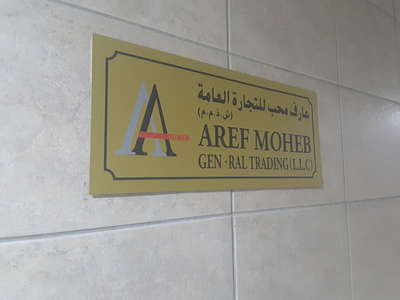 عارف محب للتجارة العامة
(ش.ذ.م.م)
AREF MOHEB
GEN RAL TRADING (L.L.C)